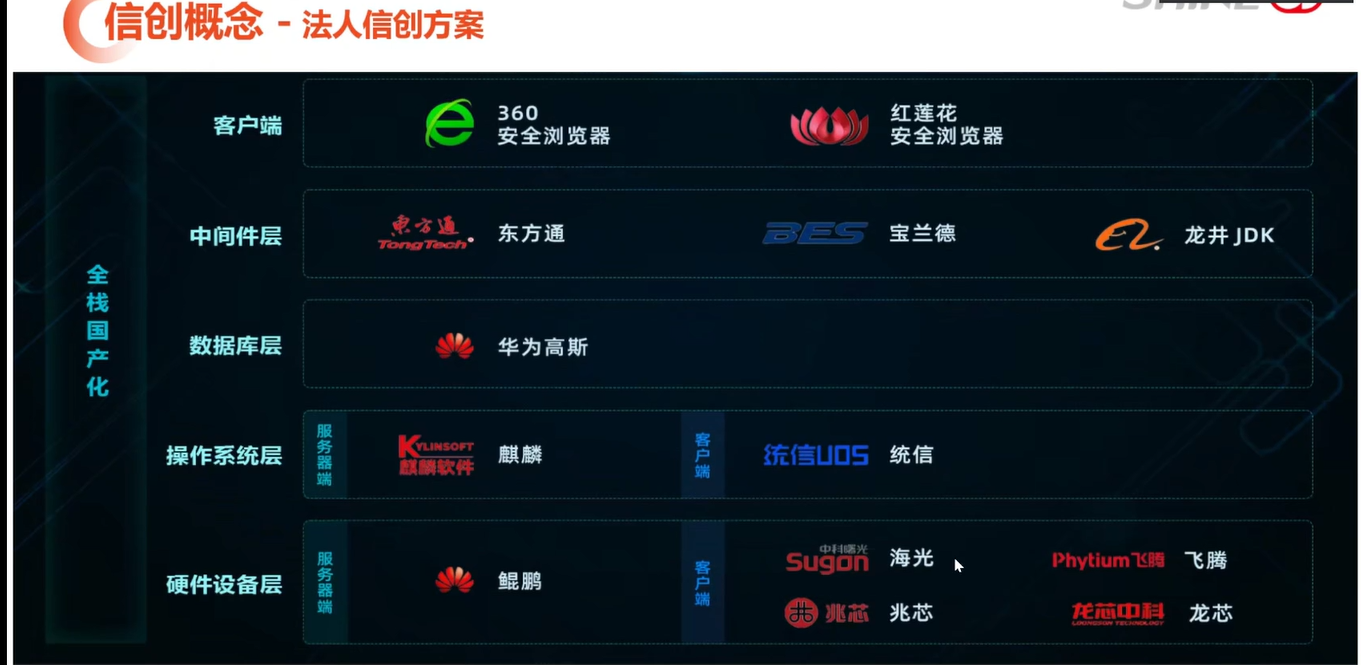 信创概念 - 法人信创方案
SHINE
全栈国产化
客户端
360
安全浏览器
红莲花
安全浏览器
中间件层
東方通
TongTech
东方通
BES
宝兰德
龙井 JDK
数据库层
华为高斯
操作系统层
服务器端
KYLINSOFT
麒麟软件
麒麟
客户端
统信UOS
统信
硬件设备层
服务器端
鲲鹏
客户端
中科曙光
Sugon
海光
Phytium飞腾
飞腾
兆芯
兆芯
龙芯中科
LOONGSON TECHNOLOGY
龙芯